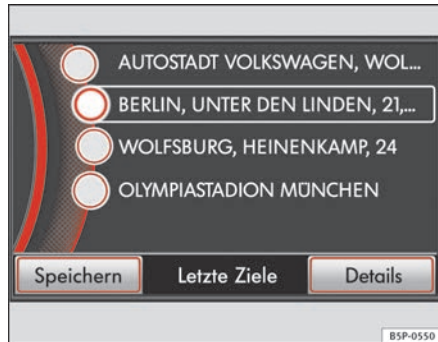 AUTOSTADT VOLKSWAGEN, WOL...
BERLIN, UNTER DEN LINDEN, 21,...
WOLFSBURG, HEINENKAMP, 24
OLYMPIASTADION MÜNCHEN
Speichern Letzte Ziele Details
B5P-0550